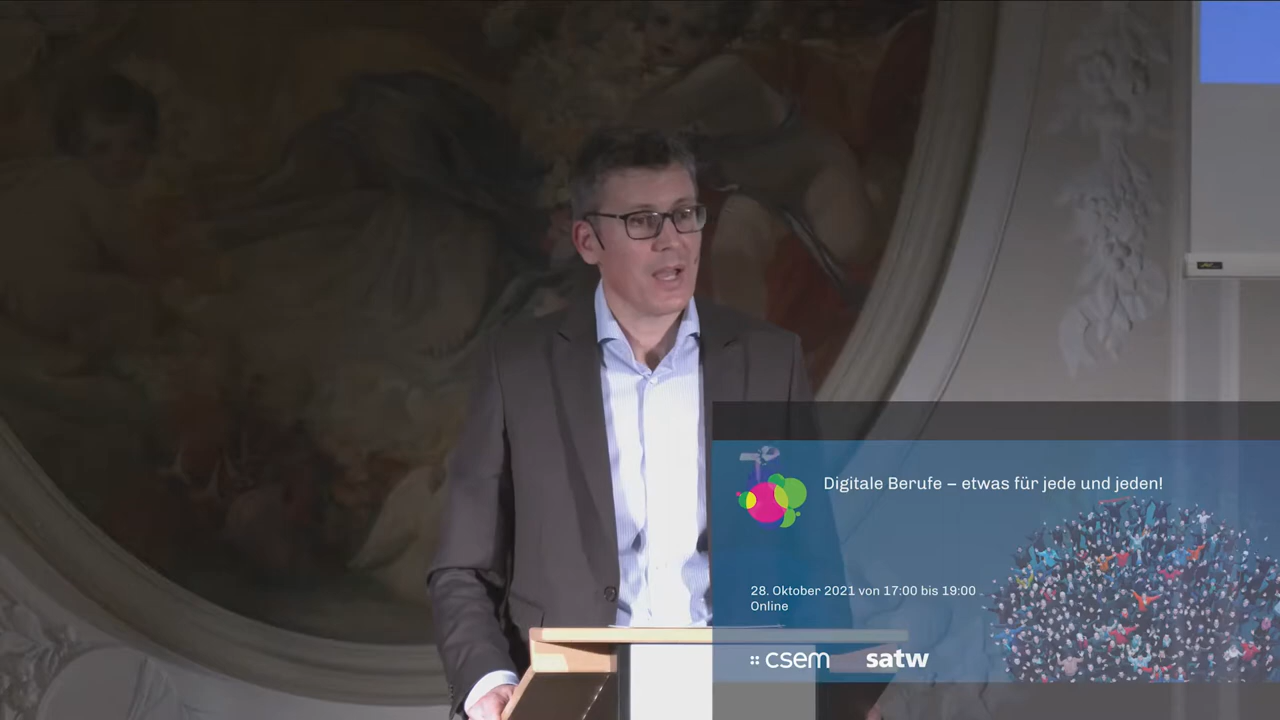 Digitale Berufe – etwas für jede und jeden!
28. Oktober 2021 von 17:00 bis 19:00
Online
csem satw